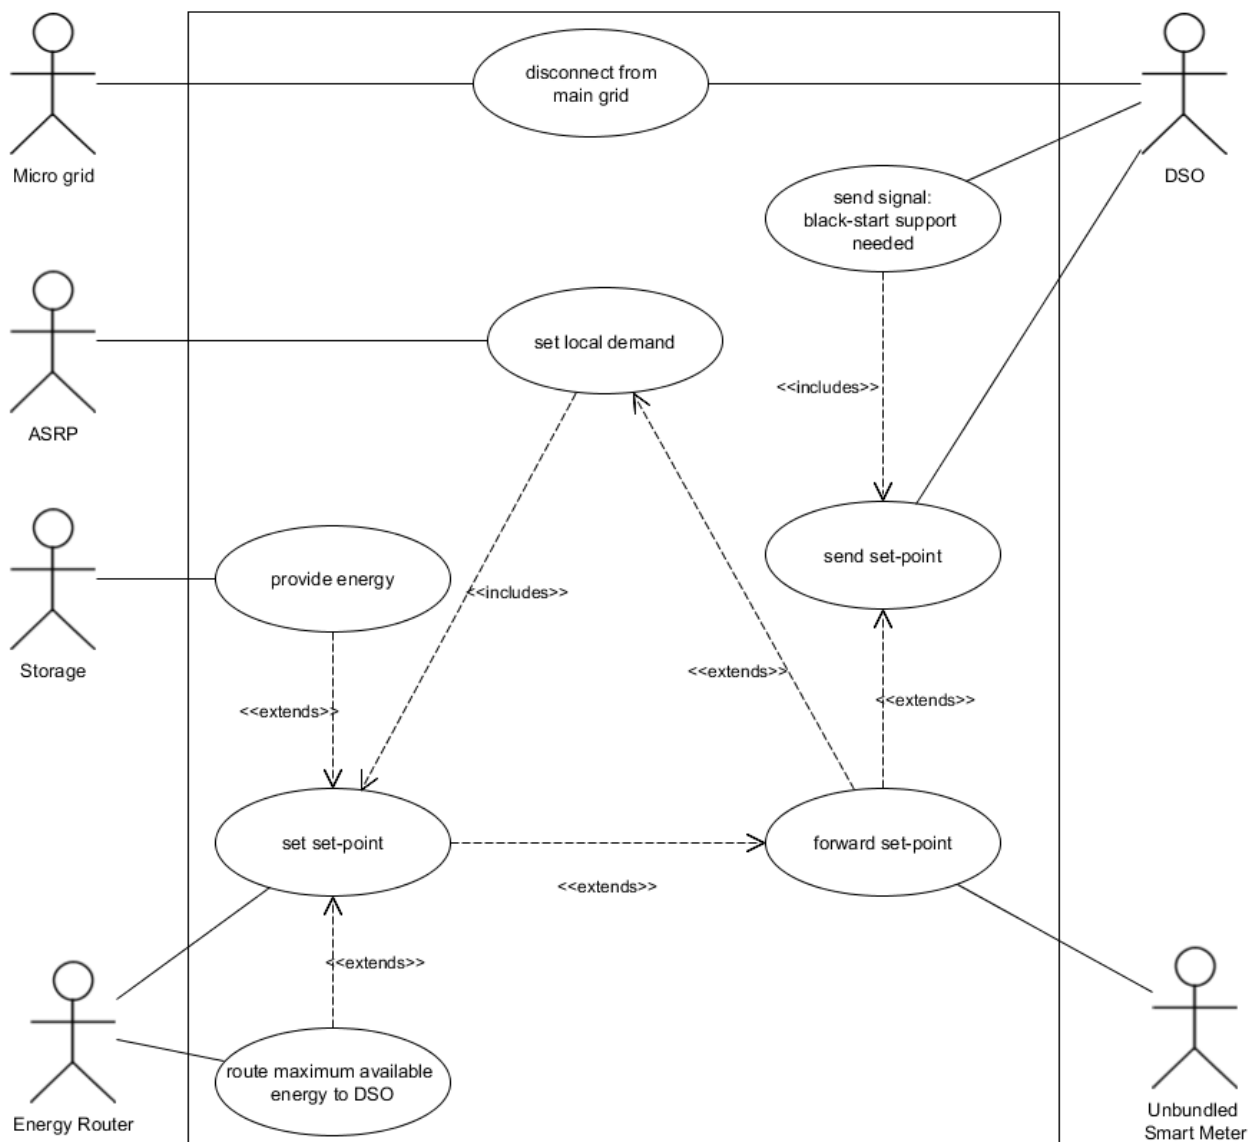 disconnect from
main grid
Micro grid
DSO
send signal:
black-start support
needed
set local demand
<<includes>>
ASRP
send set-point
provide energy
<<includes>>
Storage
<<extends>>
<<extends>>
<<extends>>
set set-point
forward set-point
<<extends>>
<<extends>>
route maximum available
energy to DSO
Energy Router
Unbundled
Smart Meter